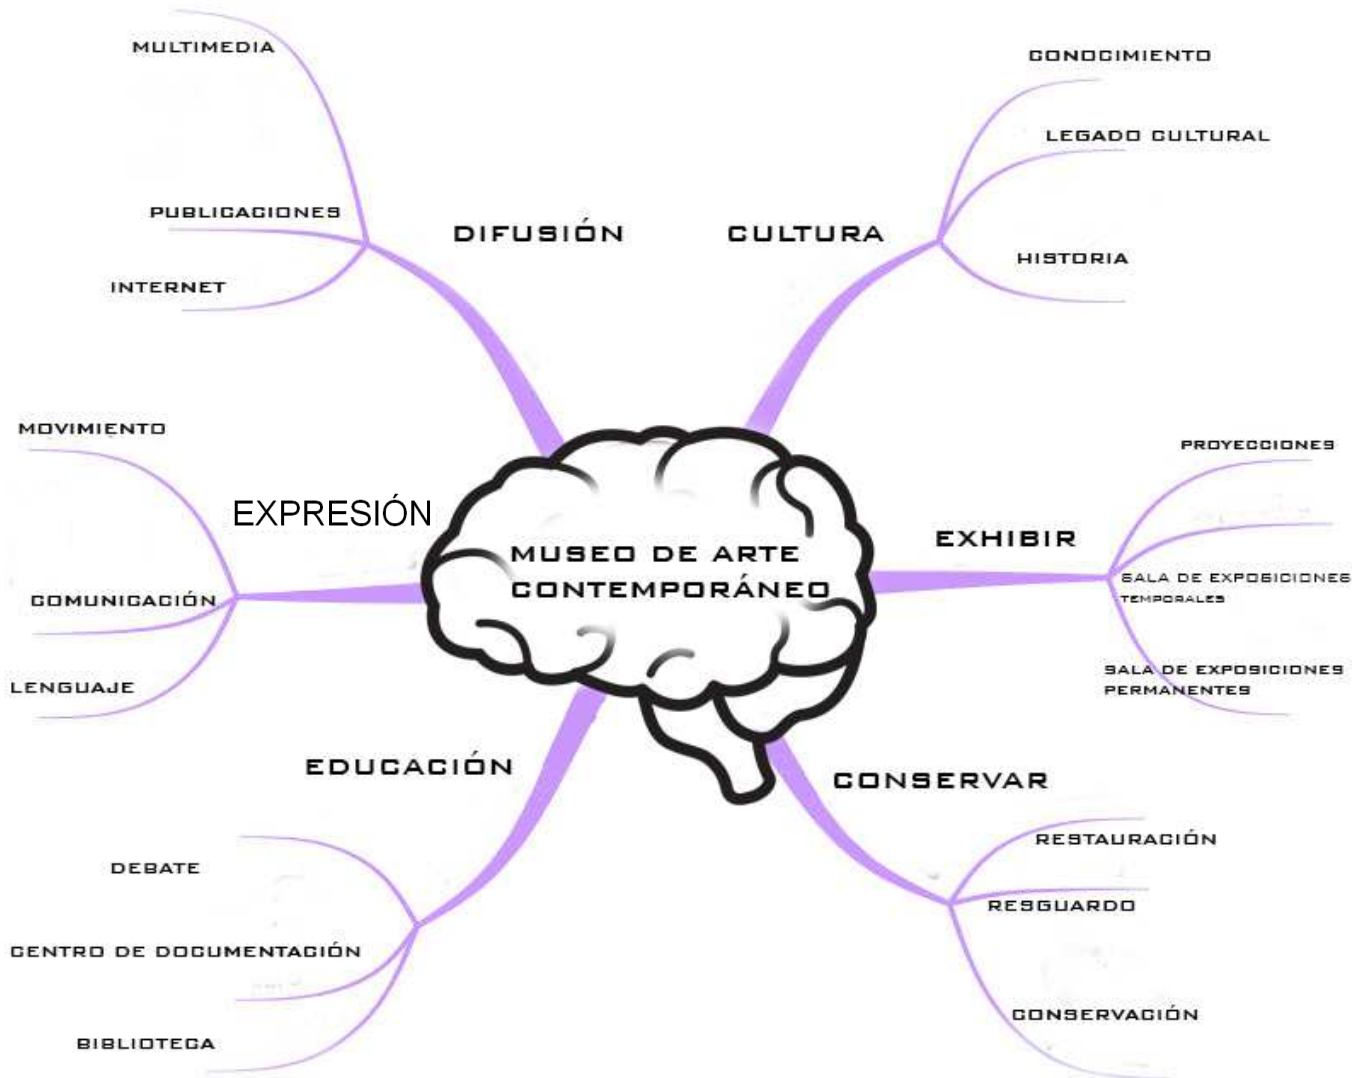 MULTIMEDIA
PUBLICACIONES
INTERNET
DIFUSIÓN
CULTURA
CONOCIMIENTO
LEGADO CULTURAL
HISTORIA
MOVIMIENTO
EXPRESIÓN
COMUNICACIÓN
LENGUAJE
MUSEO DE ARTE
CONTEMPORÁNEO
EXHIBIR
PROYECCIONES
SALA DE EXPOSICIONES
TEMPORALES
SALA DE EXPOSICIONES
PERMANENTES
EDUCACIÓN
DEBATE
CENTRO DE DOCUMENTACIÓN
BIBLIOTECA
CONSERVAR
RESTAURACIÓN
RESGUARDO
CONSERVACIÓN